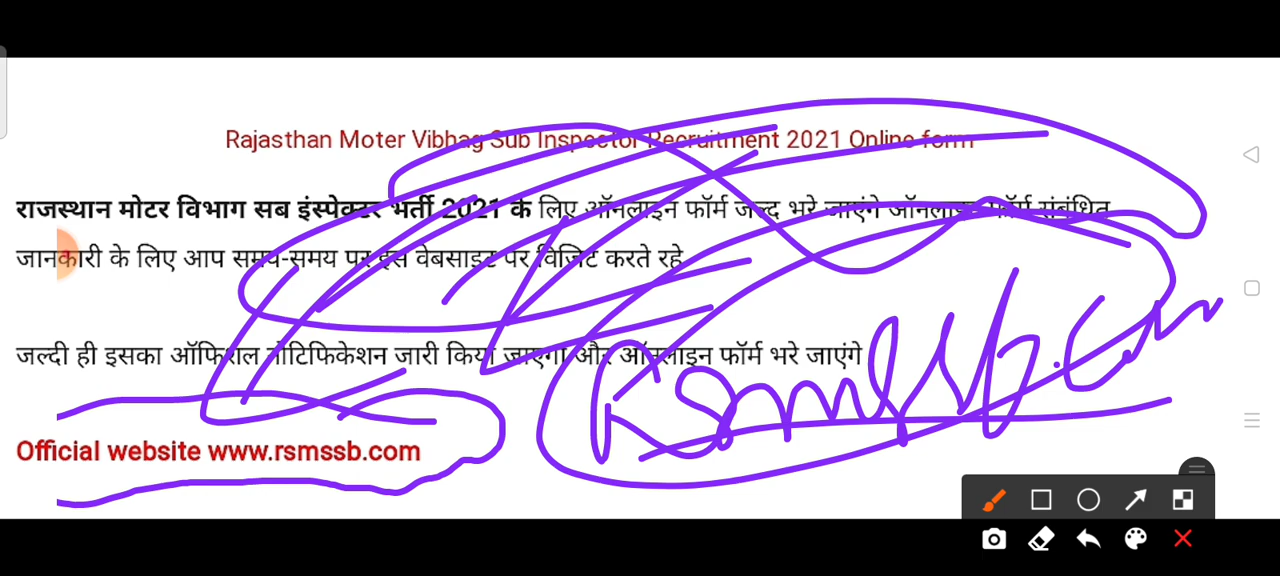 Rajasthan Moter Vibhag Sub Inspector Recruitment 2021 Online form
राजस्थान मोटर विभाग सब इंस्पेक्टर भर्ती 2021 के लिए ऑनलाइन फॉर्म जल्द भरे जाएंगे ऑनलाइन फॉर्म संबंधित
जानकारी के लिए आप समय-समय पर इस वेबसाइट पर विजिट करते रहे
जल्दी ही इसका ऑफिशल नोटिफिकेशन जारी किया जाएगा और ऑनलाइन फॉर्म भरे जाएंगे
Official website www.rsmssb.com